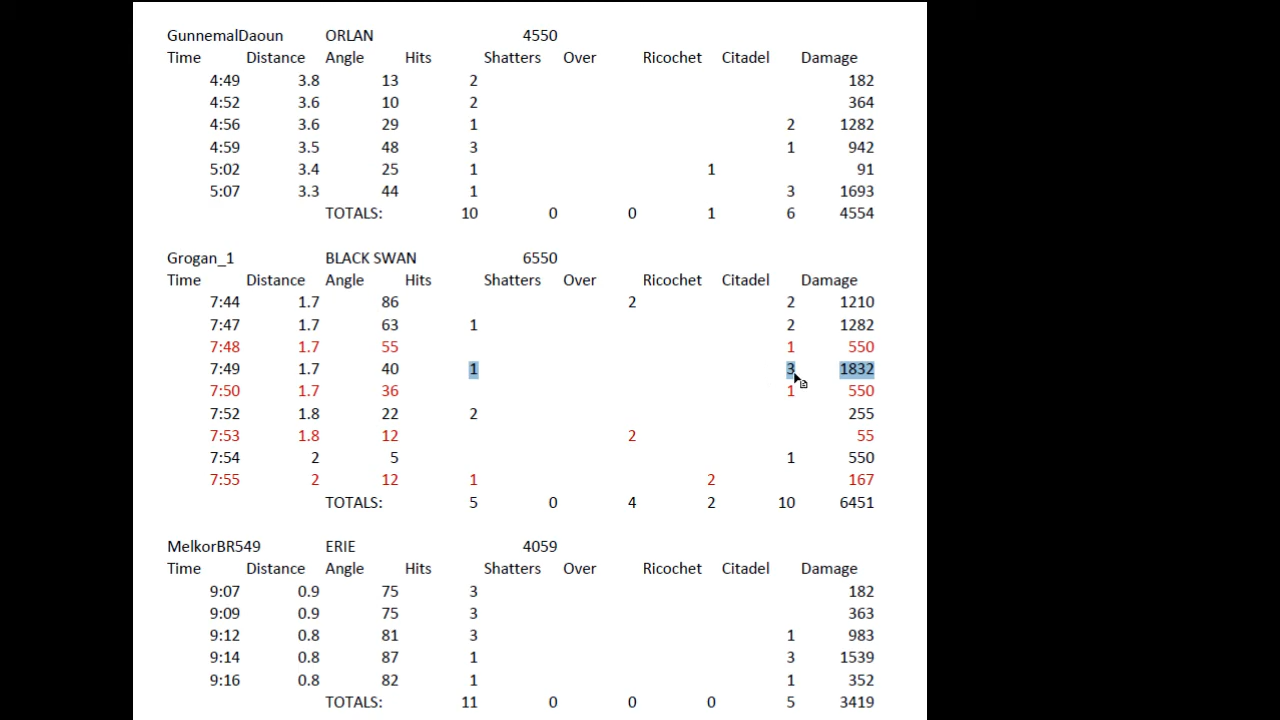 GunnemalDaoun ORLAN 4550
Time Distance Angle Hits Shatters Over Ricochet Citadel Damage
4:49 3.8 13 2 182
4:52 3.6 10 2 364
4:56 3.6 29 1 2 1282
4:59 3.5 48 3 1 942
5:02 3.4 25 1 1 91
5:07 3.3 44 1 3 1693
TOTALS: 10 0 0 1 6 4554
Grogan_1 BLACK SWAN 6550
Time Distance Angle Hits Shatters Over Ricochet Citadel Damage
7:44 1.7 86 2 2 1210
7:47 1.7 63 1 2 1282
7:48 1.7 55 1 550
7:49 1.7 40 1 3 1832
7:50 1.7 36 1 550
7:52 1.8 22 2 255
7:53 1.8 12 2 55
7:54 2 5 1 550
7:55 2 12 1 2 167
TOTALS: 5 0 4 2 10 6451
MelkorBR549 ERIE 4059
Time Distance Angle Hits Shatters Over Ricochet Citadel Damage
9:07 0.9 75 3 182
9:09 0.9 75 3 363
9:12 0.8 81 3 1 983
9:14 0.8 87 1 3 1539
9:16 0.8 82 1 1 352
TOTALS: 11 0 0 0 5 3419